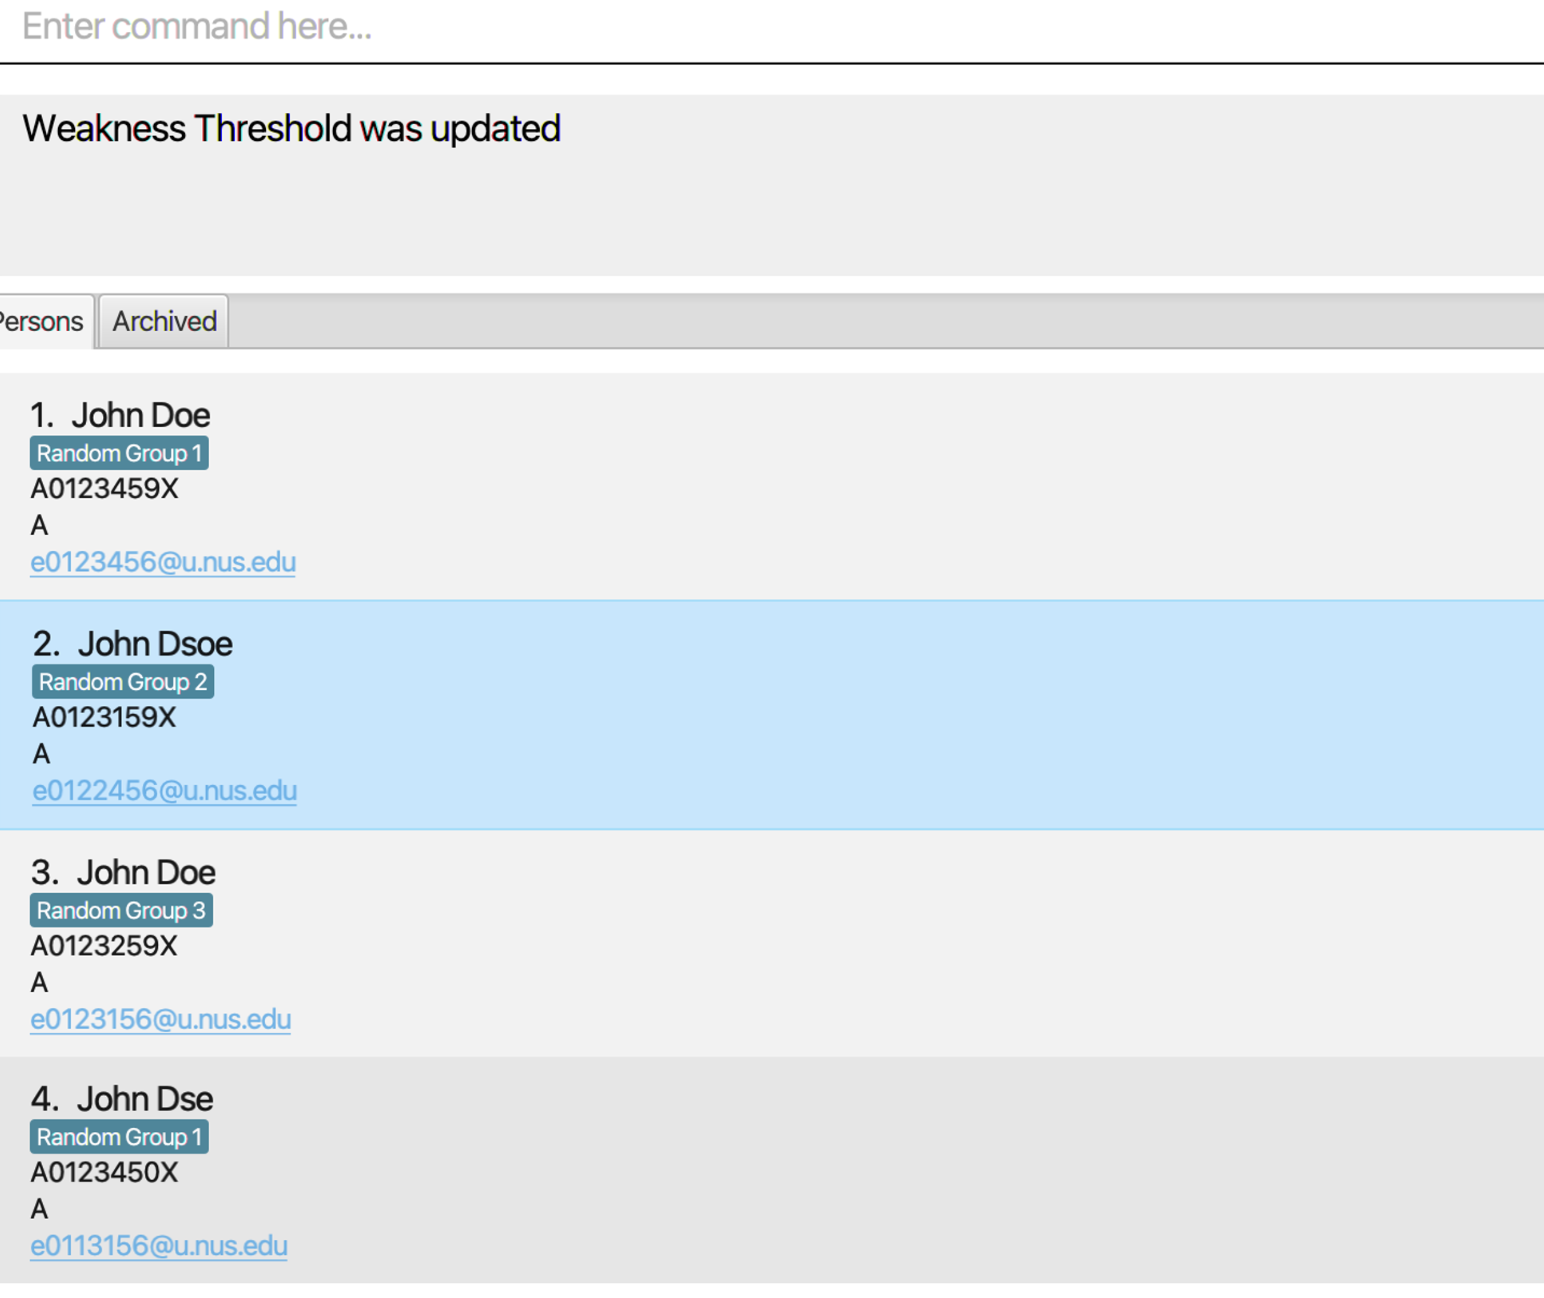 Enter command here...
Weakness Threshold was updated
Persons Archived
1. John Doe
Random Group 1
A0123459X
A
e0123456@u.nus.edu
2. John Dsoe
Random Group 2
A0123159X
A
e0122456@u.nus.edu
3. John Doe
Random Group 3
A0123259X
A
e0123156@u.nus.edu
4. John Dse
Random Group 1
A0123450X
A
e0113156@u.nus.edu